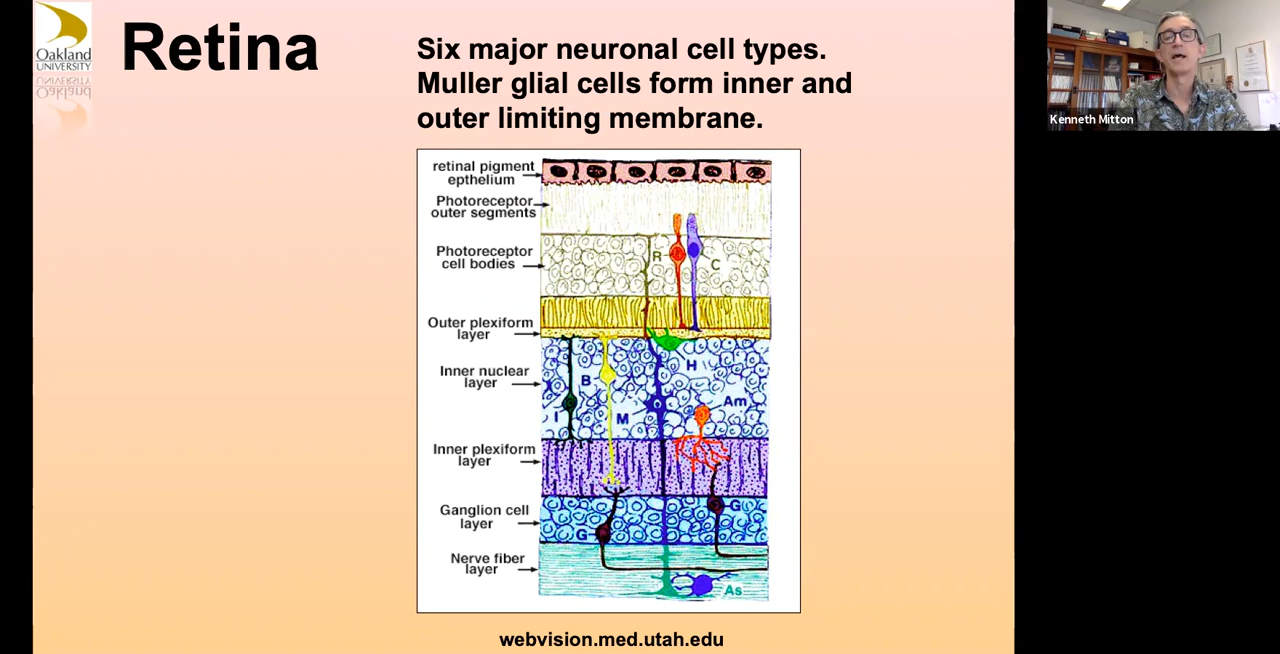 Oakland
UNIVERSITY
Retina
Six major neuronal cell types.
Muller glial cells form inner and
outer limiting membrane.
Kenneth Mitton
retinal pigment
epthelium
Photoreceptor
outer segments
R
C
Photoreceptor
cell bodies
Outer plexiform
layer
H
Inner nuclear
layer
B
Am
I
M
Inner plexiform
layer
Ganglion cell
layer
G
G
Nerve fiber
layer
As
webvision.med.utah.edu